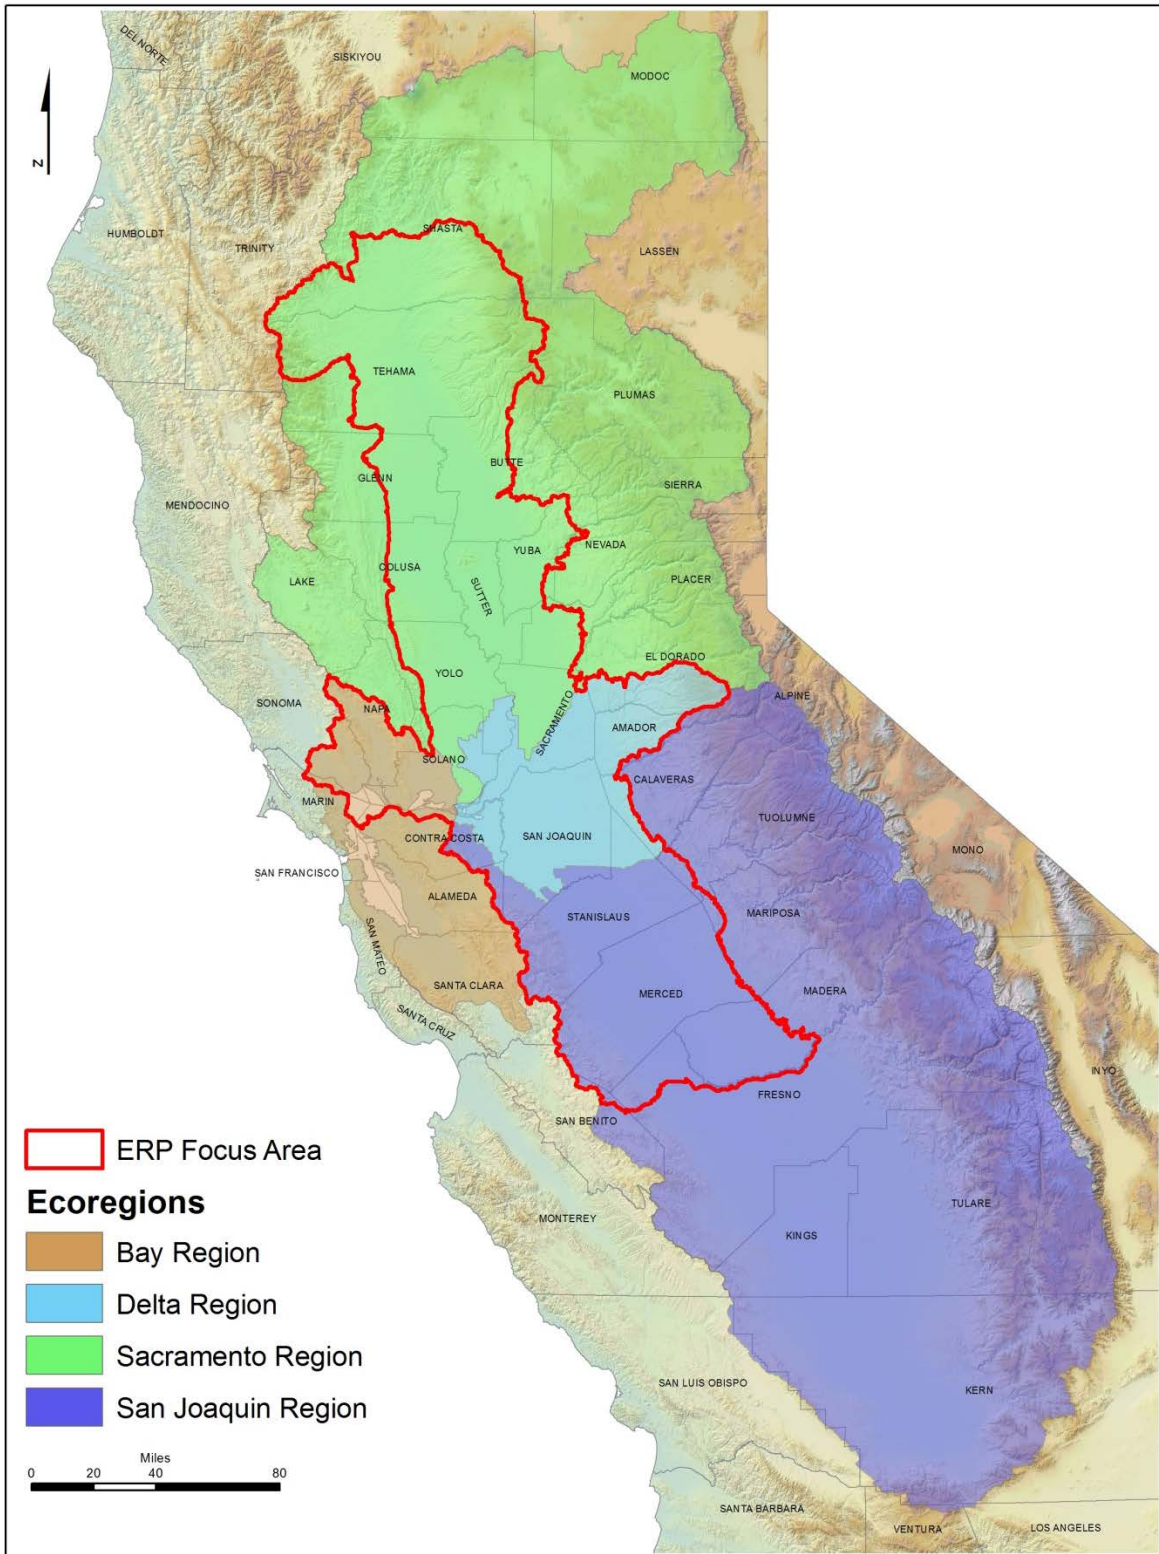 DEL NORTE
SISKIYOU
MODOC
N
SHASTA
HUMBOLDT
TRINITY
LASSEN
TEHAMA
PLUMAS
BUTTE
GLENN
SIERRA
MENDOCINO
YUBA
NEVADA
COLUSA
LAKE
SUTTER
PLACER
EL DORADO
YOLO
SONOMA
NAPA
SACRAMENTO
ALPINE
AMADOR
SOLANO
CALAVERAS
MARIN
TUOLUMNE
CONTRA COSTA
SAN JOAQUIN
MONO
SAN FRANCISCO
ALAMEDA
STANISLAUS
MARIPOSA
SAN MATEO
SANTA CLARA
MERCED
MADERA
SANTA CRUZ
INYO
FRESNO
SAN BENITO
ERP Focus Area
Ecoregions
Bay Region
Delta Region
Sacramento Region
San Joaquin Region
TULARE
MONTEREY
KINGS
SAN LUIS OBISPO
KERN
Miles
0 20 40 80
SANTA BARBARA
VENTURA
LOS ANGELES